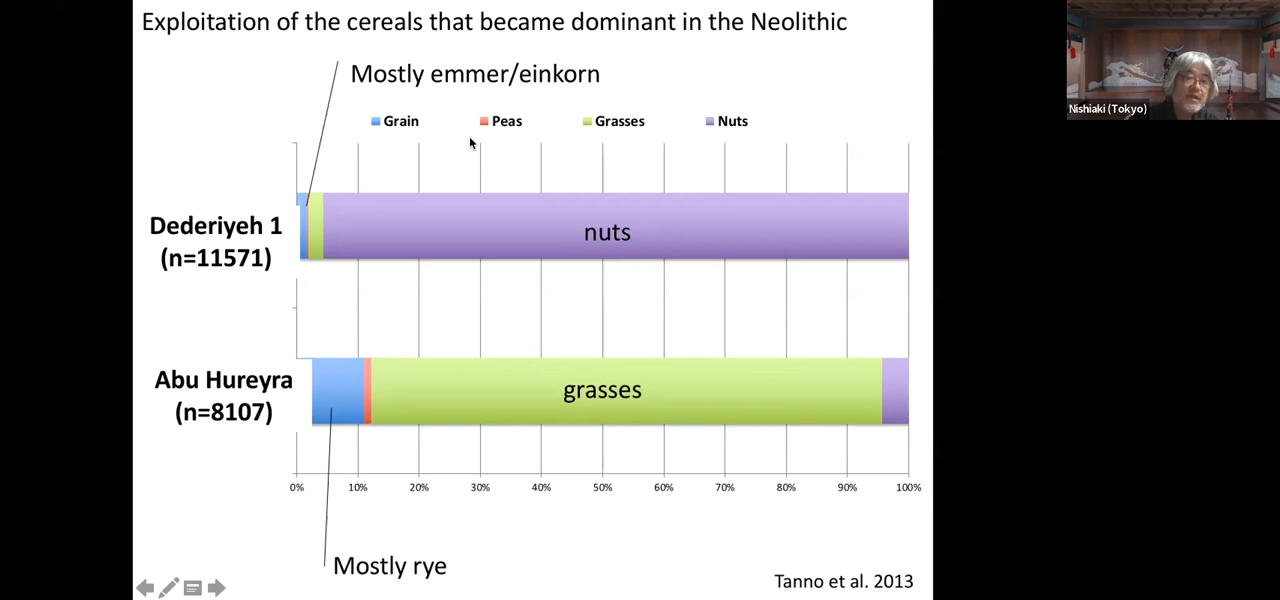 Exploitation of the cereals that became dominant in the Neolithic
Mostly emmer/einkorn
Grain Peas Grasses Nuts
Dederiyeh 1
(n=11571)
nuts
Abu Hureyra
(n=8107)
grasses
0% 10% 20% 30% 40% 50% 60% 70% 80% 90% 100%
Mostly rye
Tanno et al. 2013
Nishiaki (Tokyo)